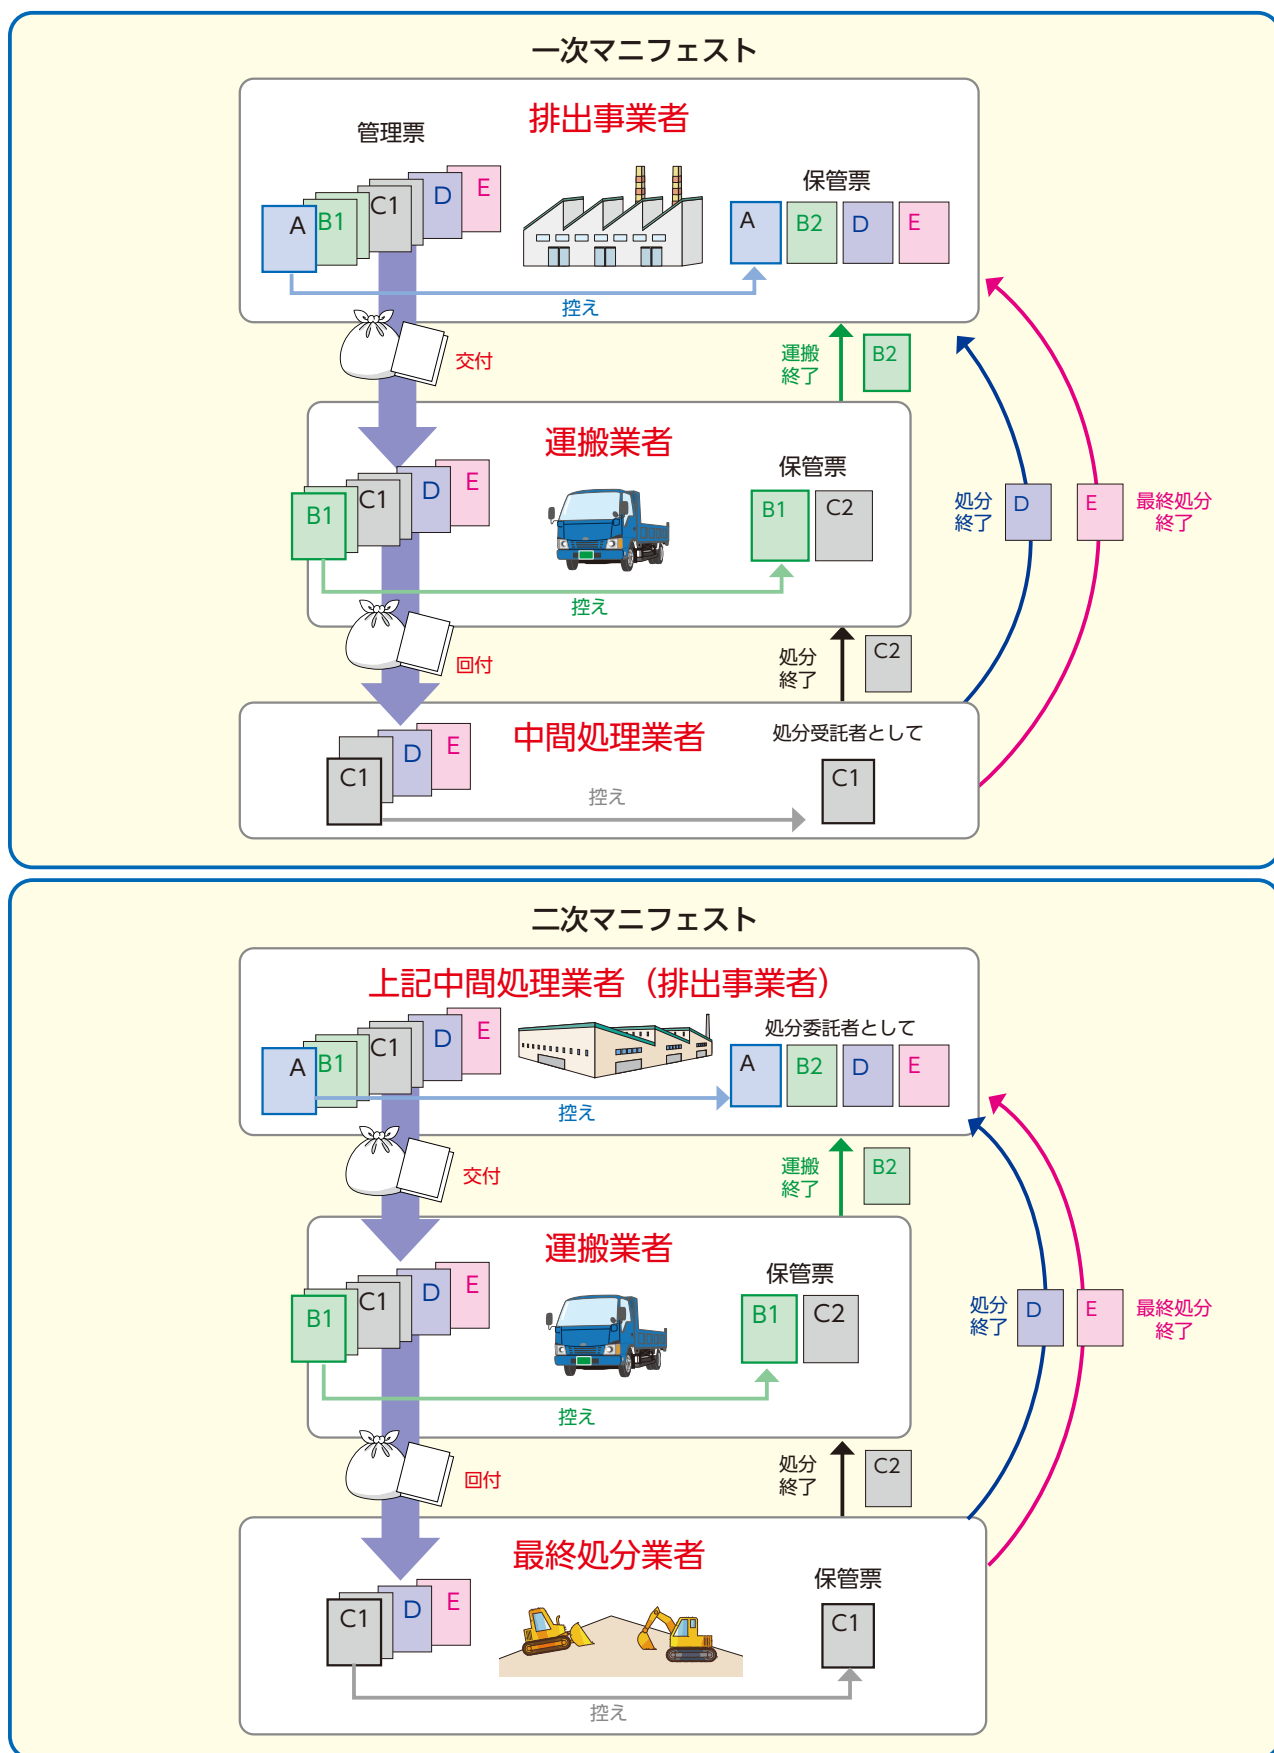 一次マニフェスト
排出事業者
管理票
A
B1
C1
D
E
保管票
A
B2
D
E
控え
交付
運搬
終了
B2
運搬業者
B1
C1
D
E
保管票
B1
C2
控え
処分
終了
D
E
最終処分
終了
回付
処分
終了
C2
中間処理業者
C1
D
E
処分受託者として
C1
控え
二次マニフェスト
上記中間処理業者（排出事業者）
A
B1
C1
D
E
処分委託者として
A
B2
D
E
控え
交付
運搬
終了
B2
運搬業者
B1
C1
D
E
保管票
B1
C2
控え
処分
終了
D
E
最終処分
終了
回付
処分
終了
C2
最終処分業者
C1
D
E
保管票
C1
控え